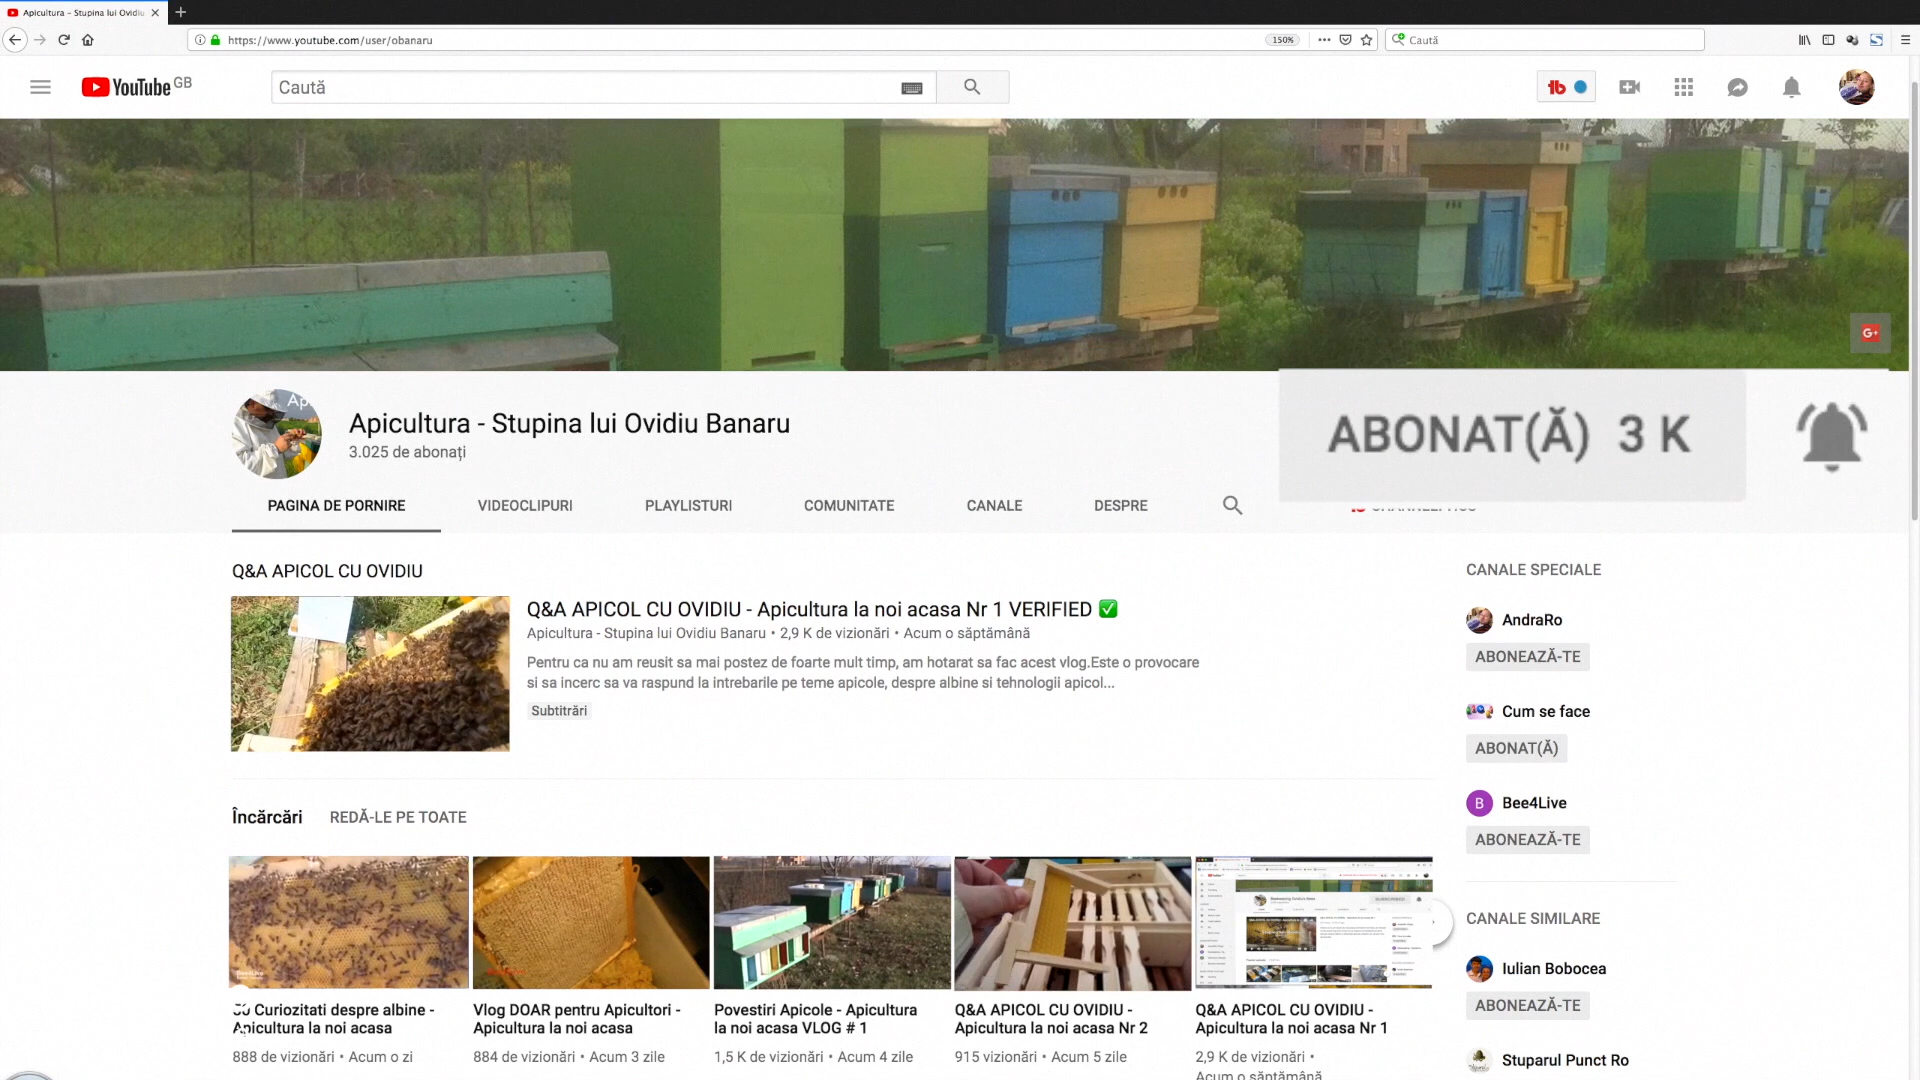 Apicultura – Stupina lui Ovidiu
https://www.youtube.com/user/obanaru
150%
Caută
YouTube GB
Caută
G+
Apicultura - Stupina lui Ovidiu Banaru
3.025 de abonați
ABONAT(Ă) 3 K
PAGINA DE PORNIRE
VIDEOCLIPURI
PLAYLISTURI
COMUNITATE
CANALE
DESPRE
Q&A APICOL CU OVIDIU
Q&A APICOL CU OVIDIU - Apicultura la noi acasa Nr 1 VERIFIED ✅
Apicultura - Stupina lui Ovidiu Banaru • 2,9 K de vizionări • Acum o săptămână
Pentru ca nu am reusit sa mai postez de foarte mult timp, am hotarat sa fac acest vlog.Este o provocare
si sa incerc sa va raspund la intrebarile pe teme apicole, despre albine si tehnologii apicol...
Subtitrări
CANALE SPECIALE
AndraRo
ABONEAZĂ-TE
Cum se face
ABONAT(Ă)
B Bee4Live
ABONEAZĂ-TE
Încărcări
REDĂ-LE PE TOATE
Curiozitati despre albine -
Apicultura la noi acasa
888 de vizionări • Acum o zi
Vlog DOAR pentru Apicultori -
Apicultura la noi acasa
884 de vizionări • Acum 3 zile
Povestiri Apicole - Apicultura
la noi acasa VLOG # 1
1,5 K de vizionări • Acum 4 zile
Q&A APICOL CU OVIDIU -
Apicultura la noi acasa Nr 2
915 vizionări • Acum 5 zile
Q&A APICOL CU OVIDIU -
Apicultura la noi acasa Nr 1
2,9 K de vizionări •
Acum o săptămână
CANALE SIMILARE
Iulian Bobocea
ABONEAZĂ-TE
Stuparul Punct Ro